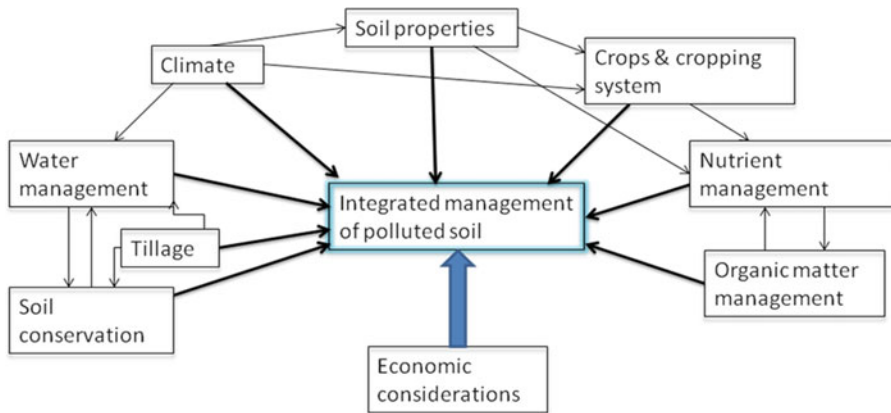 Soil properties
Climate
Crops & cropping
system
Water
management
Nutrient
management
Integrated management
of polluted soil
Tillage
Organic matter
management
Soil
conservation
Economic
considerations